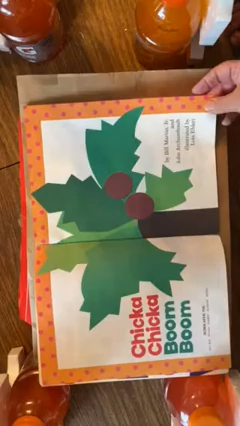 Chicka
Chicka
Boom
Boom
by Bill Martin, Jr.
and
John Archambault
illustrated by
Lois Ehlert